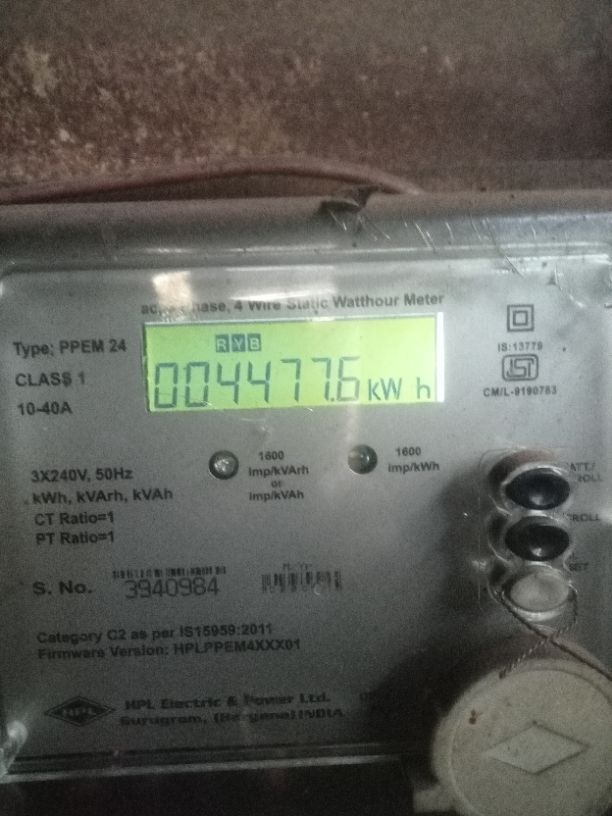 Phase, 4 Wire Static Watthour Meter
Type; PPEM 24
CLASS 1
10-40A
RYB
004477.6 kW h
IS:13779
CM/L-9190783
1600
Imp/kVArh
or
Imp/kVAh
1600
imp/kWh
3X240V, 50Hz
kWh, kVArh, kVAh
CT Ratio=1
PT Ratio=1
S. No. 3940984
Category C2 as per IS15959:2011
Firmware Version: HPLPPEM4XXX01
HPL
HPL Electric & Power Ltd.
Gurugram, (Haryana) INDIA